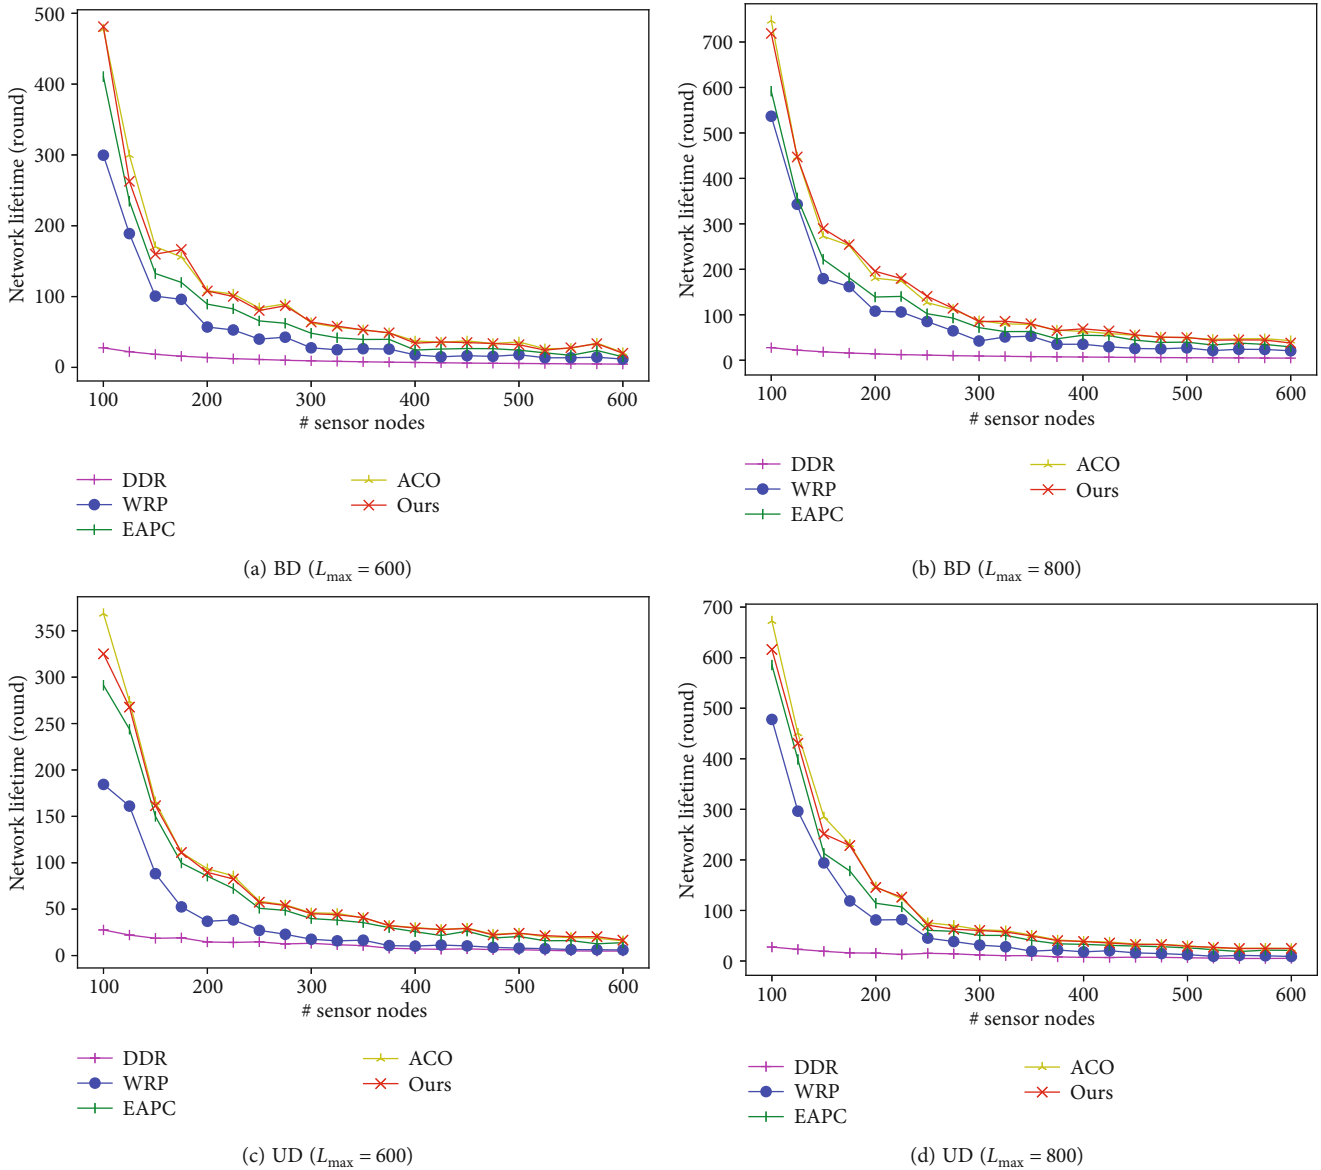 Network lifetime (round)
500
400
300
200
100
0
100 200 300 400 500 600
# sensor nodes
DDR
WRP
EAPC
ACO
Ours
(a) BD (Lmax = 600)
Network lifetime (round)
700
600
500
400
300
200
100
0
100 200 300 400 500 600
# sensor nodes
DDR
WRP
EAPC
ACO
Ours
(b) BD (Lmax = 800)
Network lifetime (round)
350
300
250
200
150
100
50
0
100 200 300 400 500 600
# sensor nodes
DDR
WRP
EAPC
ACO
Ours
(c) UD (Lmax = 600)
Network lifetime (round)
700
600
500
400
300
200
100
0
100 200 300 400 500 600
# sensor nodes
DDR
WRP
EAPC
ACO
Ours
(d) UD (Lmax = 800)